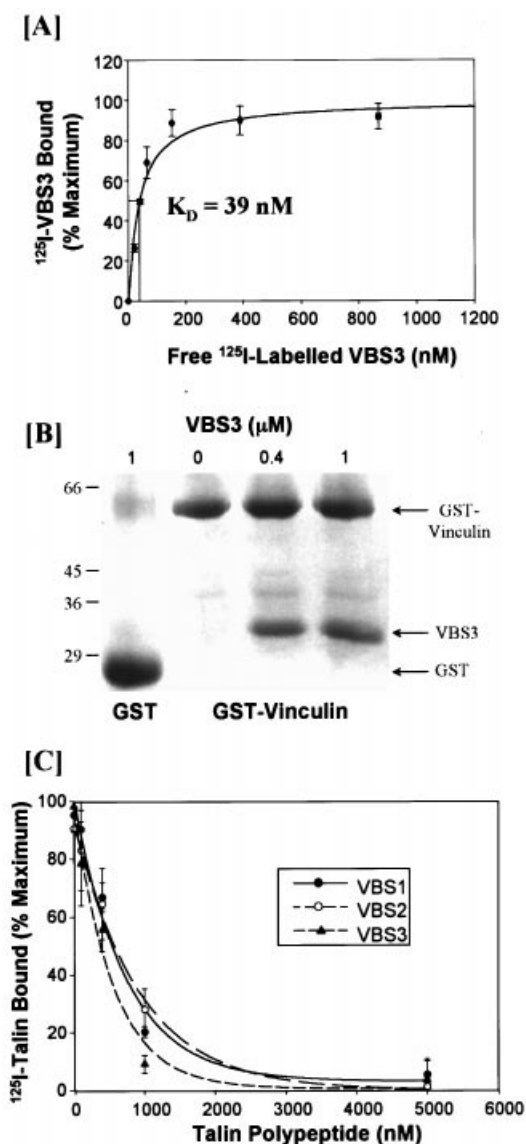 [A]
120
100
80
60
40
20
0
¹²⁵I-VBS3 Bound
(% Maximum)
K_D = 39 nM
0 200 400 600 800 1000 1200
Free ¹²⁵I-Labelled VBS3 (nM)
[B]
VBS3 (μM)
1 0 0.4 1
66
45
36
29
GST-
Vinculin
VBS3
GST
GST GST-Vinculin
[C]
100
80
60
40
20
0
¹²⁵I-Talin Bound (% Maximum)
VBS1
VBS2
VBS3
0 1000 2000 3000 4000 5000 6000
Talin Polypeptide (nM)